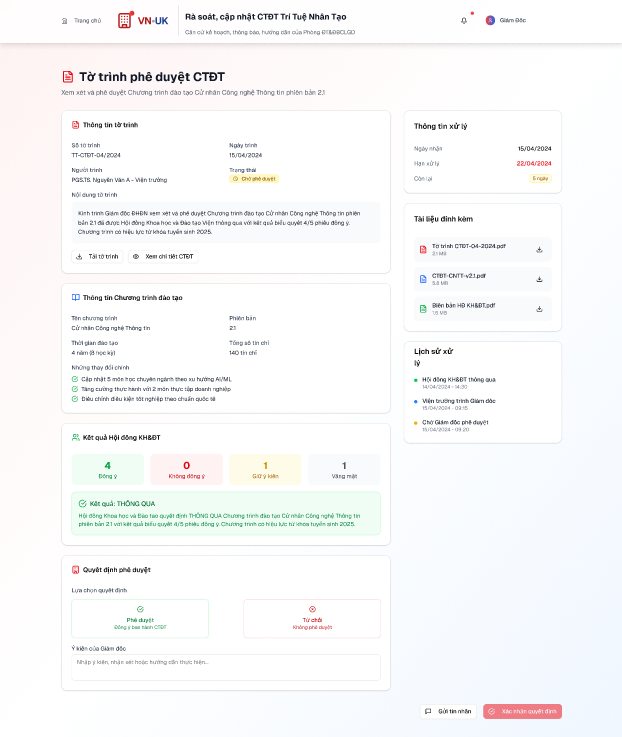 Trang chủ
VN-UK
Rà soát, cập nhật CTĐT Trí Tuệ Nhân Tạo
Căn cứ kế hoạch, thông báo, hướng dẫn của Phòng ĐT&ĐBCLGD
Giám Đốc
Tờ trình phê duyệt CTĐT
Xem xét và phê duyệt Chương trình đào tạo Cử nhân Công nghệ Thông tin phiên bản 2.1
Thông tin tờ trình
Số tờ trình
TT-CTĐT-04/2024
Ngày trình
15/04/2024
Người trình
PGS.TS. Nguyễn Văn A - Viện trưởng
Trạng thái
Chờ phê duyệt
Nội dung tờ trình
Kính trình Giám đốc ĐHĐN xem xét và phê duyệt Chương trình đào tạo Cử nhân Công nghệ Thông tin phiên
bản 2.1 đã được Hội đồng Khoa học và Đào tạo Viện thông qua với kết quả biểu quyết 4/5 phiếu đồng ý.
Chương trình có hiệu lực từ khóa tuyển sinh 2025.
Tải tờ trình
Xem chi tiết CTĐT
Thông tin Chương trình đào tạo
Tên chương trình
Cử nhân Công nghệ Thông tin
Phiên bản
2.1
Thời gian đào tạo
4 năm (8 học kỳ)
Tổng số tín chỉ
140 tín chỉ
Những thay đổi chính
Cập nhật 5 môn học chuyên ngành theo xu hướng AI/ML
Tăng cường thực hành với 2 môn thực tập doanh nghiệp
Điều chỉnh điều kiện tốt nghiệp theo chuẩn quốc tế
Kết quả Hội đồng KH&ĐT
4
Đồng ý
0
Không đồng ý
1
Giữ ý kiến
1
Vắng mặt
Kết quả: THÔNG QUA
Hội đồng Khoa học và Đào tạo quyết định THÔNG QUA Chương trình đào tạo Cử nhân Công nghệ Thông tin
phiên bản 2.1 với kết quả biểu quyết 4/5 phiếu đồng ý. Chương trình có hiệu lực từ khóa tuyển sinh 2025.
Quyết định phê duyệt
Lựa chọn quyết định
Phê duyệt
Đồng ý ban hành CTĐT
Từ chối
Không phê duyệt
Ý kiến của Giám đốc
Nhập ý kiến, nhận xét hoặc hướng dẫn thực hiện...
Thông tin xử lý
Ngày nhận
15/04/2024
Hạn xử lý
22/04/2024
Còn lại
5 ngày
Tài liệu đính kèm
Tờ trình CTĐT-04-2024.pdf
2.1 MB
CTĐT-CNTT-v2.1.pdf
5.8 MB
Biên bản HĐ KH&ĐT.pdf
1.5 MB
Lịch sử xử
lý
Hội đồng KH&ĐT thông qua
14/04/2024 - 14:30
Viện trưởng trình Giám đốc
15/04/2024 - 09:15
Chờ Giám đốc phê duyệt
15/04/2024 - 09:20
Gửi tin nhắn
Xác nhận quyết định